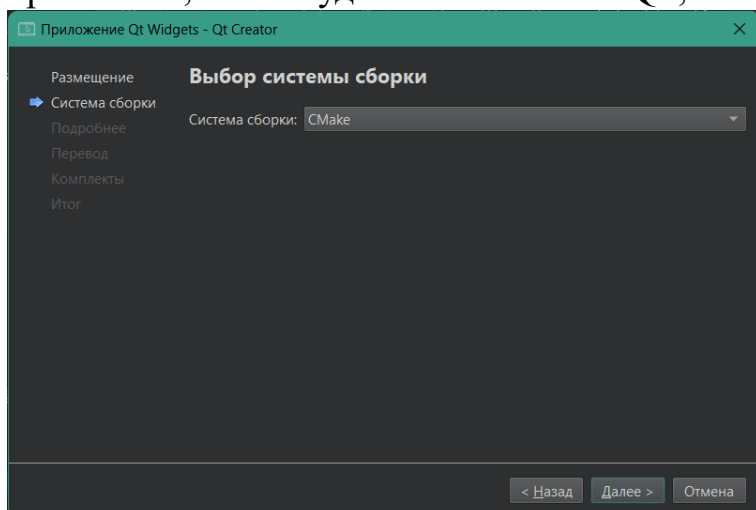 Приложение Qt Widgets - Qt Creator
Размещение
Система сборки
Подробнее
Перевод
Комплекты
Итог
Выбор системы сборки
Система сборки: CMake
< Назад Далее > Отмена